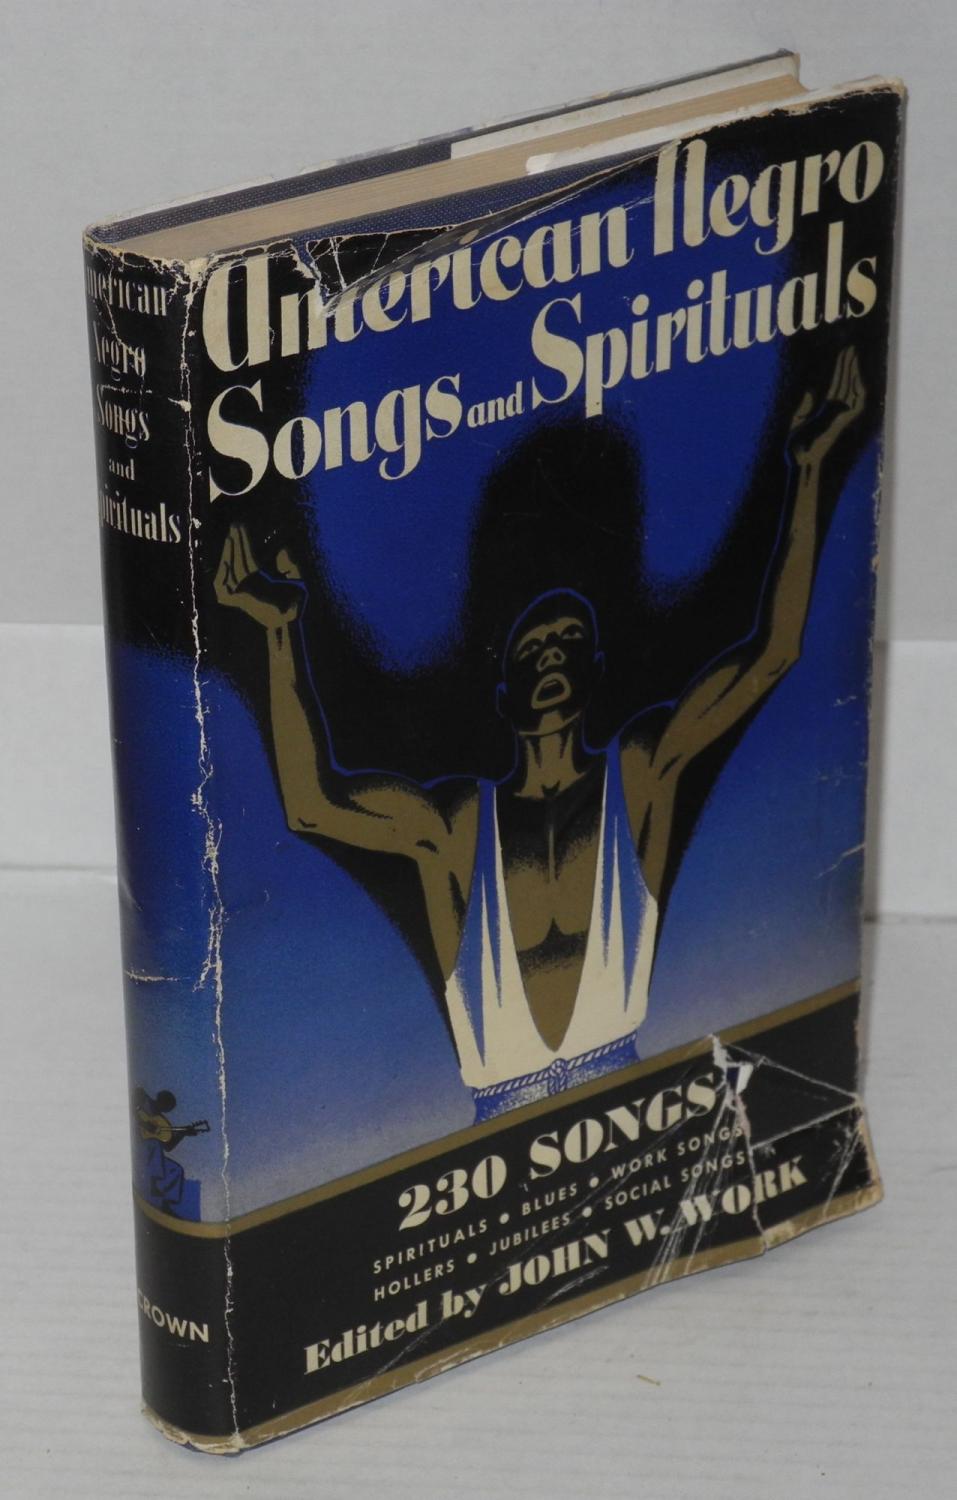 American Negro
Songs and Spirituals
230 SONGS
SPIRITUALS • BLUES • WORK SONGS
HOLLERS • JUBILEES • SOCIAL SONGS
Edited by JOHN W. WORK
American
Negro
Songs
and
Spirituals
CROWN